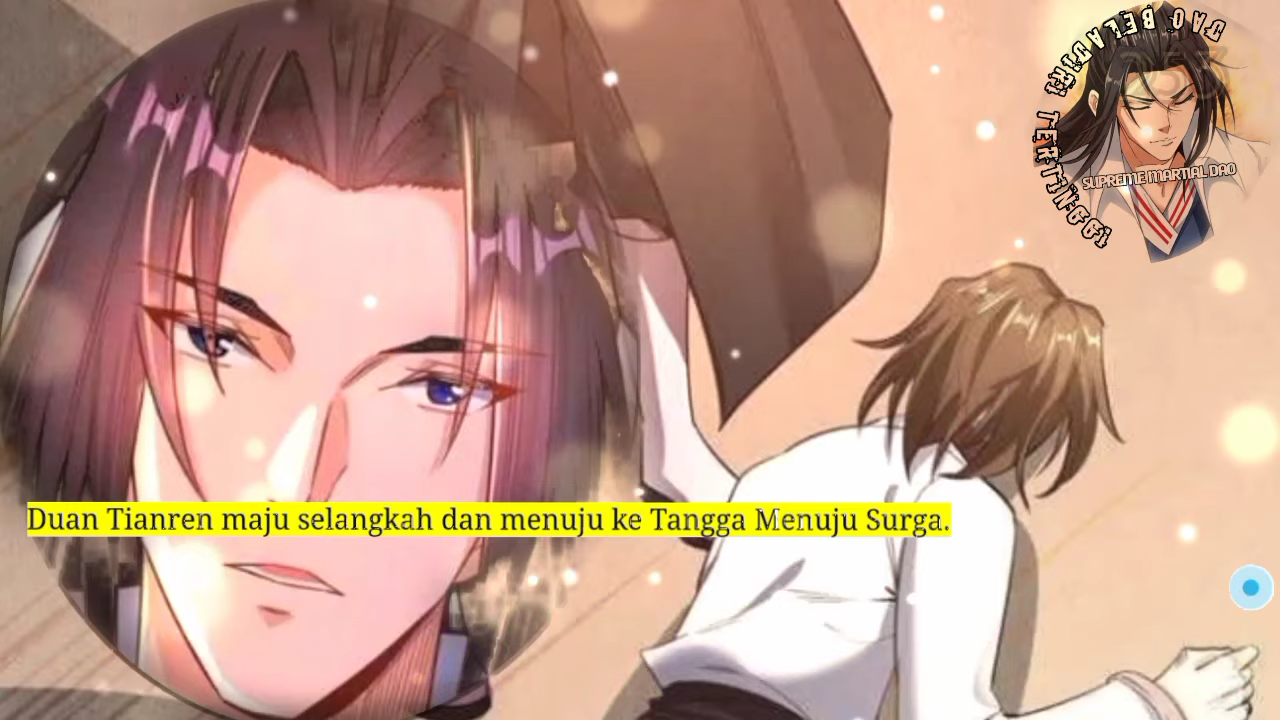 DAO BELADIRI TERTINGGI
SUPREME MARTIAL DAO
Duan Tianren maju selangkah dan menuju ke Tangga Menuju Surga.